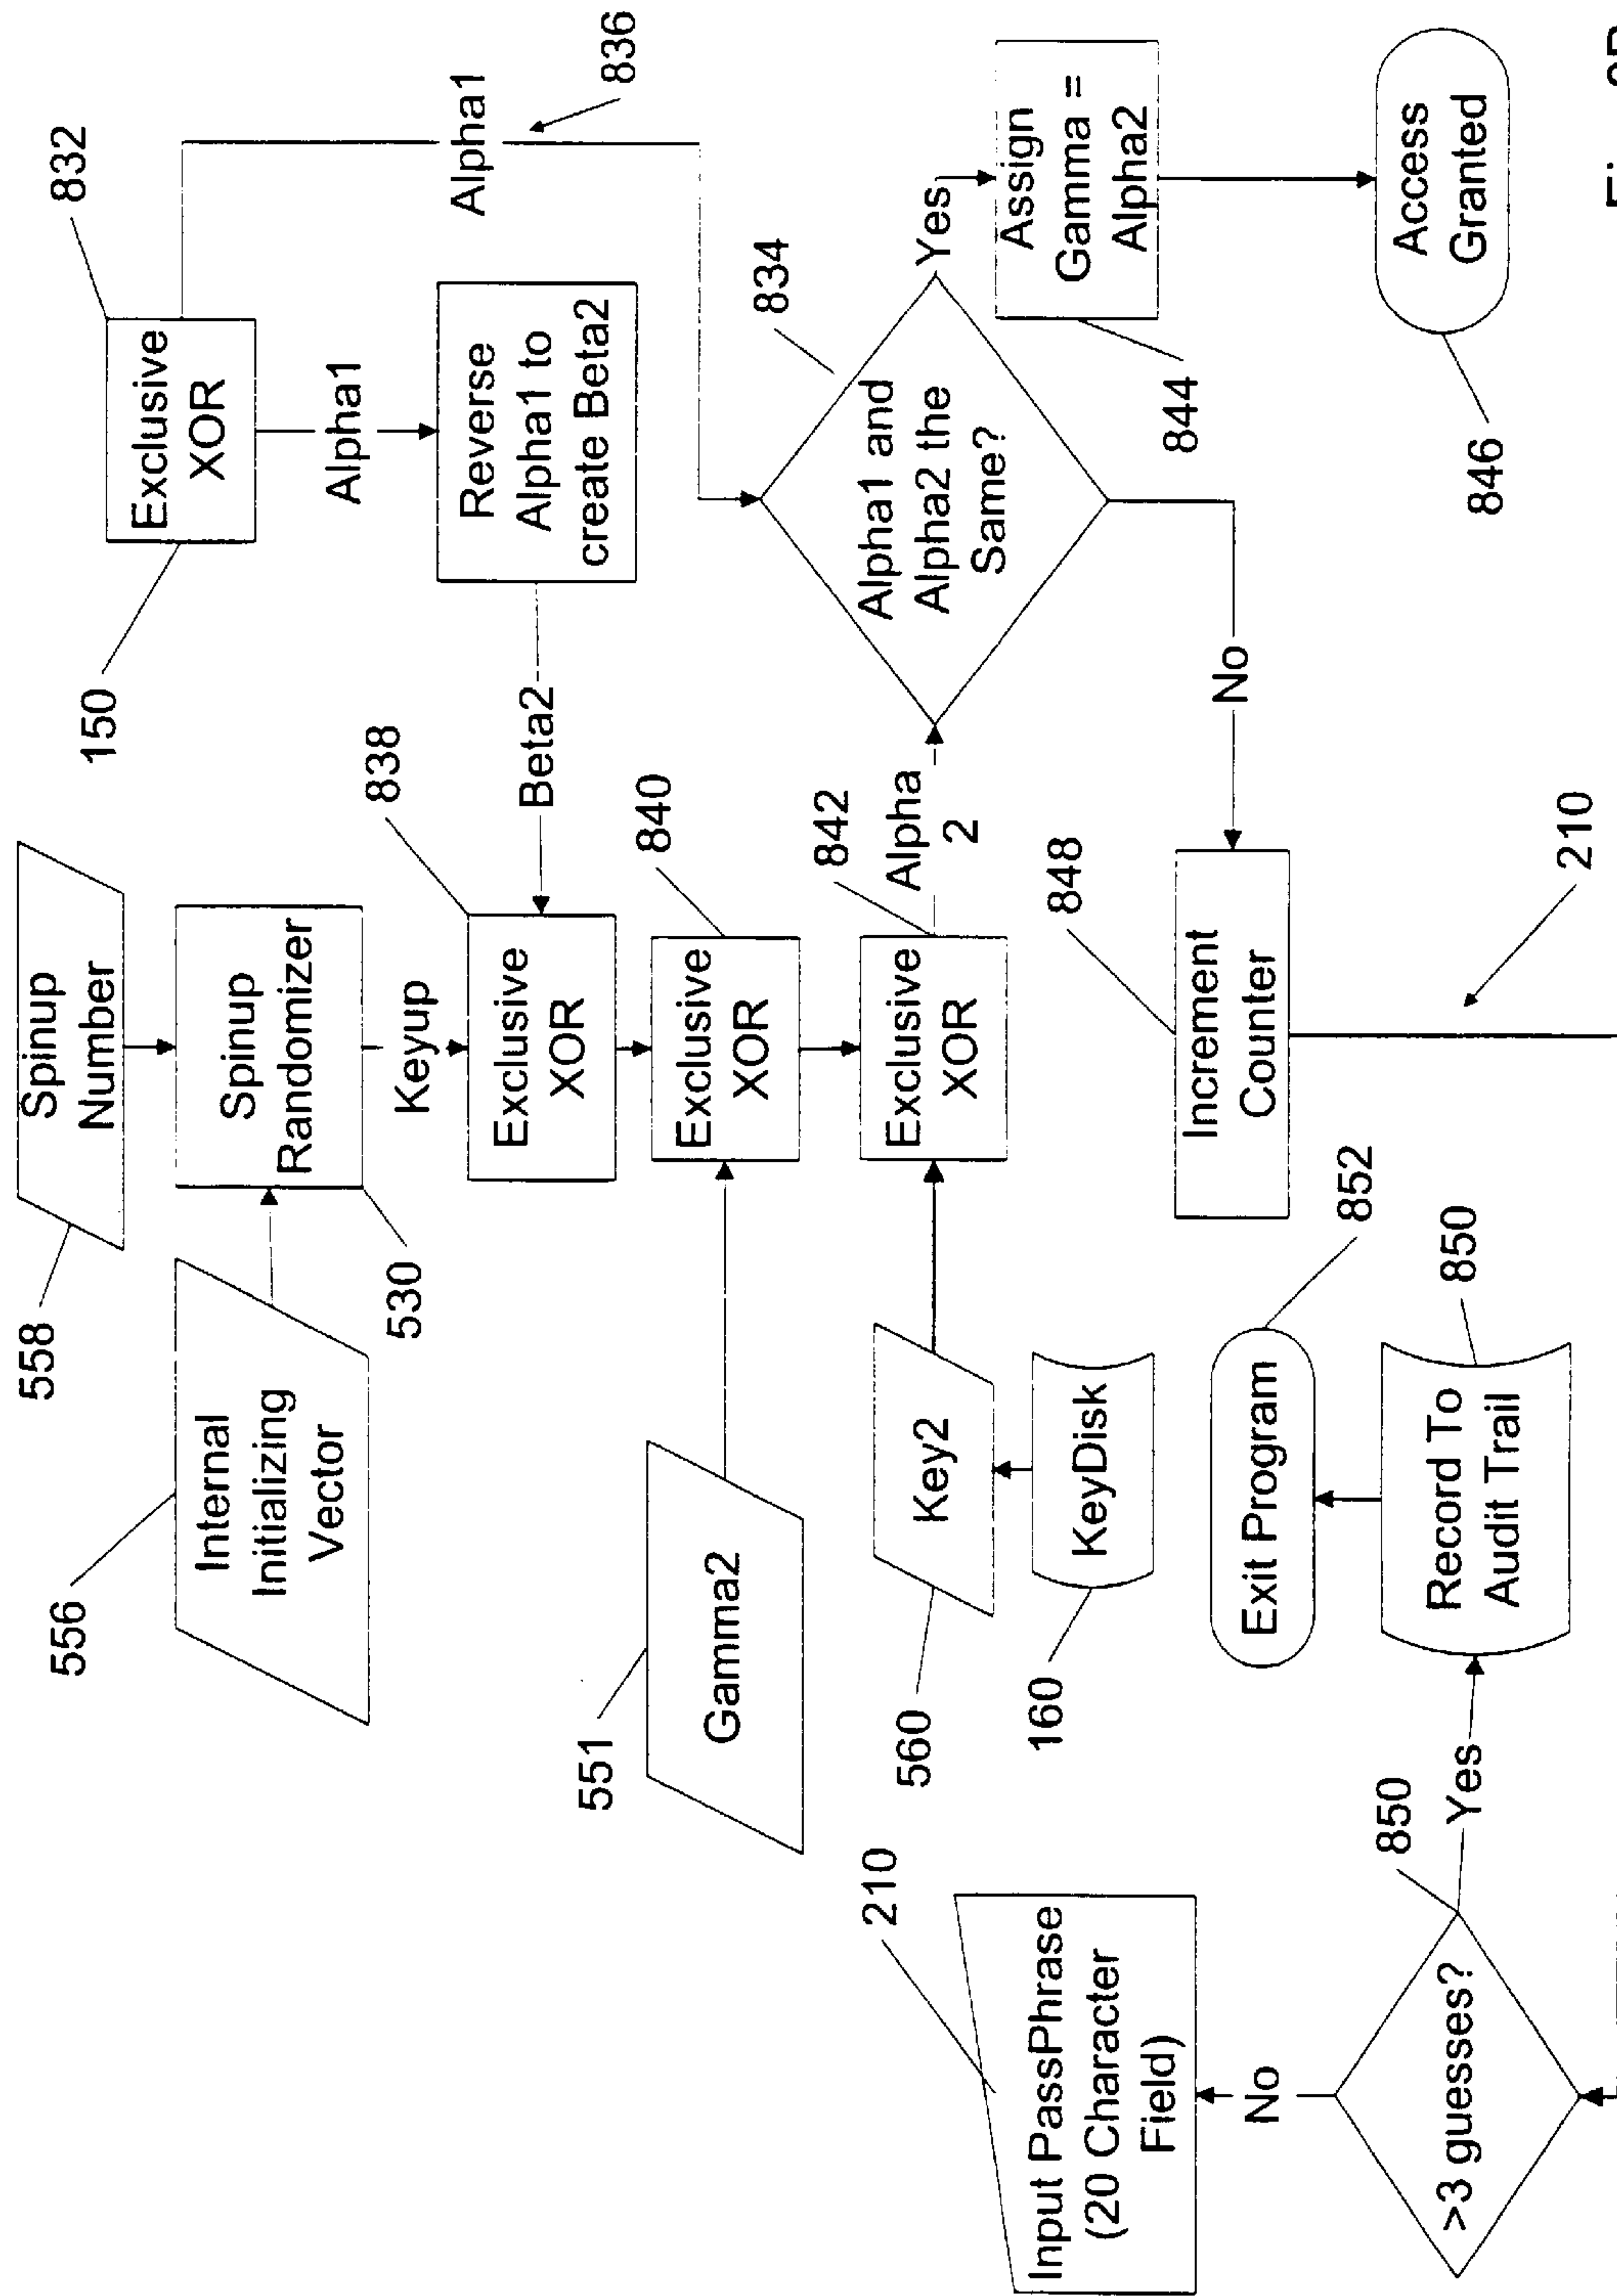 558
Spinup
Number
556
Internal
Initializing
Vector
Spinup
Randomizer
530
Keyup
150
Exclusive
XOR
832
Alpha1
Reverse
Alpha1 to
create Beta2
Alpha1
836
Beta2
838
Exclusive
XOR
551
Gamma2
840
Exclusive
XOR
560
Key2
842
Exclusive
XOR
Alpha
2
834
Alpha1 and
Alpha2 the
Same?
Yes
Assign
Gamma =
Alpha2
844
Access
Granted
846
No
848
Increment
Counter
210
160
KeyDisk
852
Exit Program
850
Record To
Audit Trail
210
Input PassPhrase
(20 Character
Field)
No
850
>3 guesses?
Yes